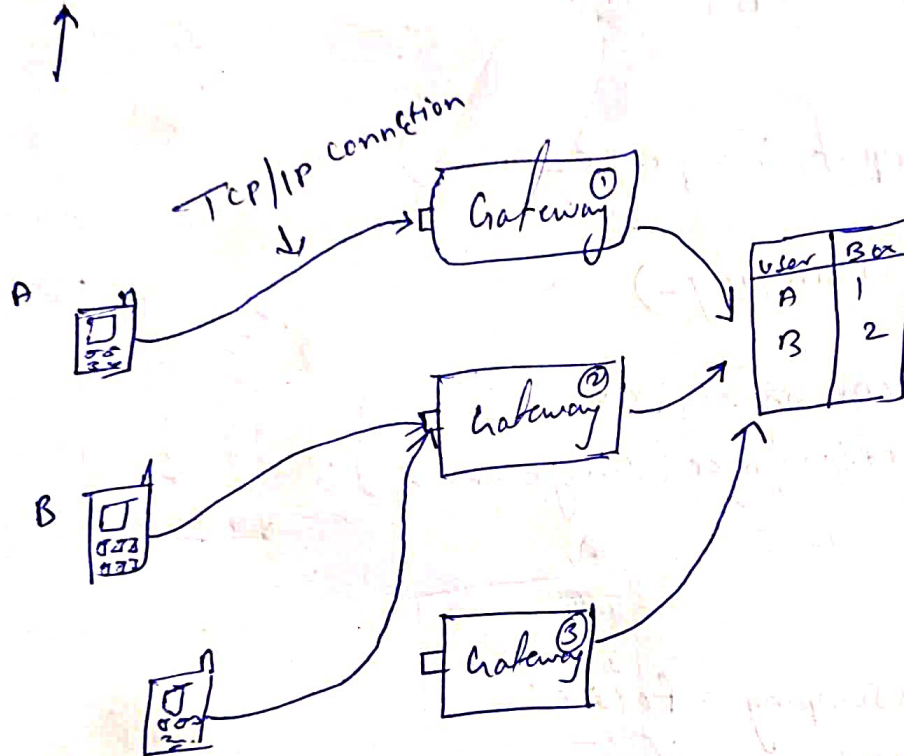 TCP/IP connection
Gateway ①
User Box
A 1
B 2
A
Gateway ②
B
Gateway ③